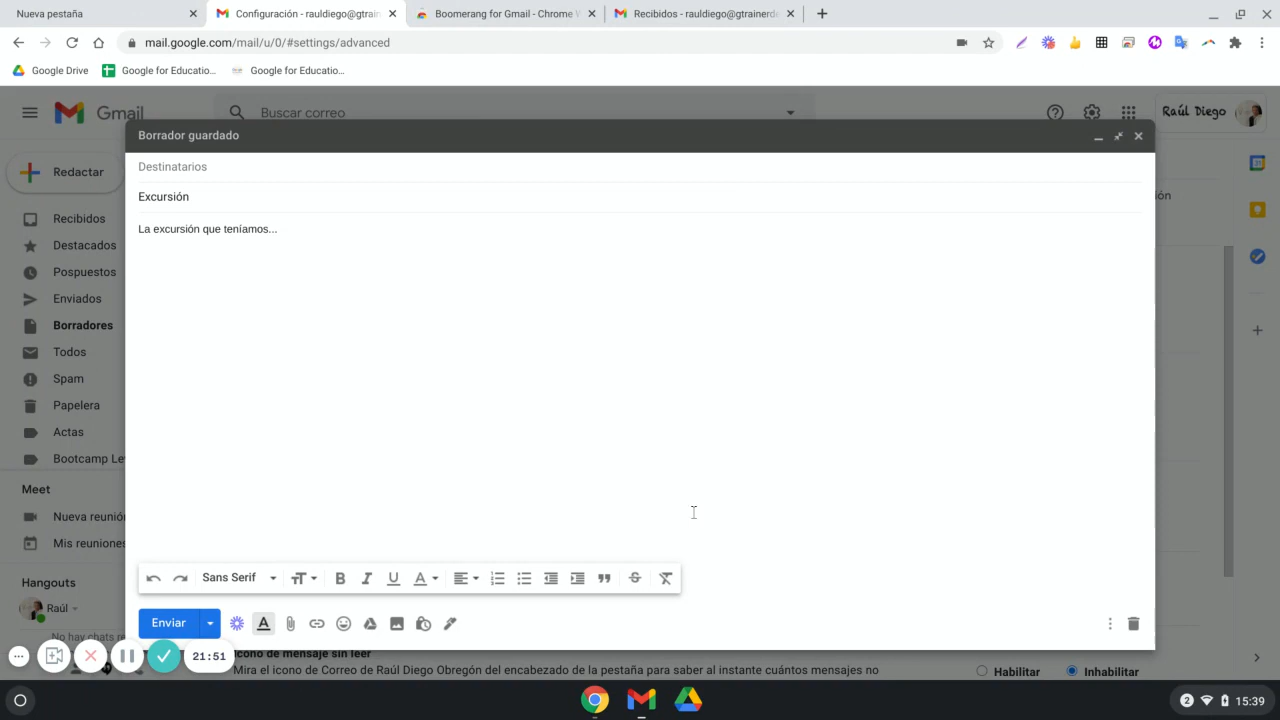 Nueva pestaña
Configuración - rauldiego@gtrain
Boomerang for Gmail - Chrome
Recibidos - rauldiego@gtrainerd
mail.google.com/mail/u/0/#settings/advanced
Google Drive
Google for Educatio...
Google for Educatio...
Gmail
Buscar correo
Raúl Diego
Borrador guardado
Destinatarios
Excursión
La excursión que teníamos...
ión
Redactar
Recibidos
Destacados
Pospuestos
Enviados
Borradores
Todos
Spam
Papelera
Actas
Bootcamp Le
Meet
Nueva reunión
Mis reuniones
Hangouts
Raúl
No hay chats re
Sans Serif
Enviar
21:51
Icono de mensaje sin leer
Mira el icono de Correo de Raúl Diego Obregón del encabezado de la pestaña para saber al instante cuántos mensajes no
Habilitar
Inhabilitar
2
15:39